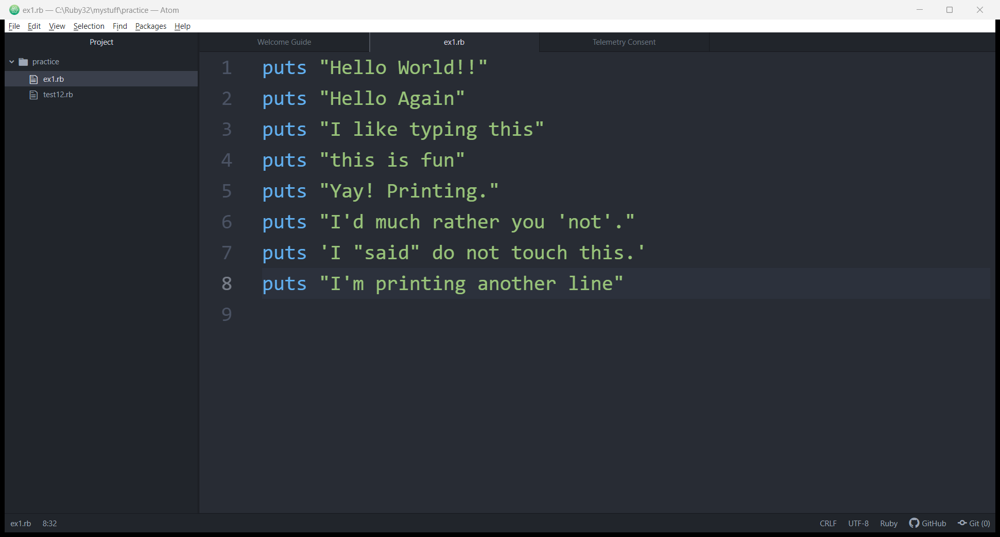 ex1.rb — C:\Ruby32\mystuff\practice — Atom
File Edit View Selection Find Packages Help
Project Welcome Guide ex1.rb Telemetry Consent
practice
ex1.rb
test12.rb
1 puts "Hello World!!"
2 puts "Hello Again"
3 puts "I like typing this"
4 puts "this is fun"
5 puts "Yay! Printing."
6 puts "I'd much rather you 'not'."
7 puts 'I "said" do not touch this.'
8 puts "I'm printing another line"
9
ex1.rb 8:32 CRLF UTF-8 Ruby GitHub Git (0)